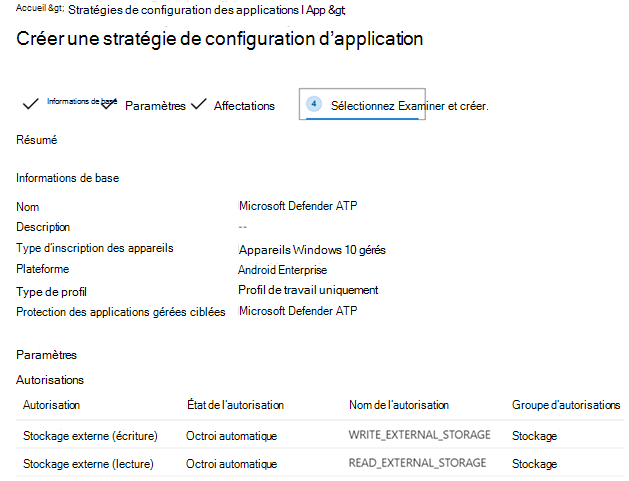 Accueil &gt; Stratégies de configuration des applications | App &gt;
Créer une stratégie de configuration d’application
Informations de base Paramètres Affectations 4 Sélectionnez Examiner et créer.
Résumé
Informations de base
Nom Microsoft Defender ATP
Description --
Type d’inscription des appareils Appareils Windows 10 gérés
Plateforme Android Enterprise
Type de profil Profil de travail uniquement
Protection des applications gérées ciblées Microsoft Defender ATP
Paramètres
Autorisations
Autorisation État de l’autorisation Nom de l’autorisation Groupe d’autorisations
Stockage externe (écriture) Octroi automatique WRITE_EXTERNAL_STORAGE Stockage
Stockage externe (lecture) Octroi automatique READ_EXTERNAL_STORAGE Stockage